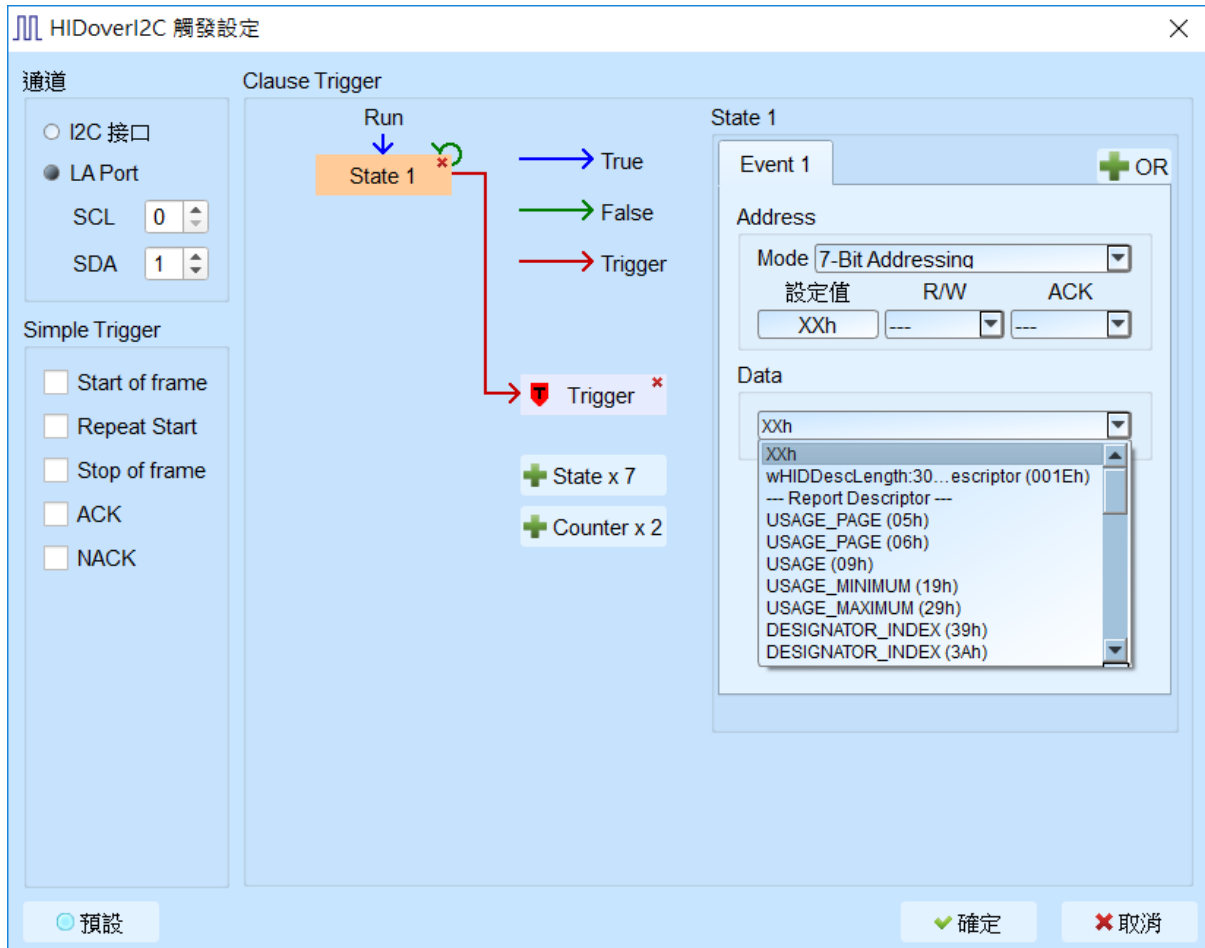 HIDoverI2C 觸發設定
通道
I2C 接口
LA Port
SCL 0
SDA 1
Simple Trigger
Start of frame
Repeat Start
Stop of frame
ACK
NACK
Clause Trigger
Run
State 1
True
False
Trigger
T Trigger
State x 7
Counter x 2
State 1
Event 1
OR
Address
Mode 7-Bit Addressing
設定值 R/W ACK
XXh --- ---
Data
XXh
XXh
wHIDDescLength:30...escriptor (001Eh)
--- Report Descriptor ---
USAGE_PAGE (05h)
USAGE_PAGE (06h)
USAGE (09h)
USAGE_MINIMUM (19h)
USAGE_MAXIMUM (29h)
DESIGNATOR_INDEX (39h)
DESIGNATOR_INDEX (3Ah)
預設
確定
取消